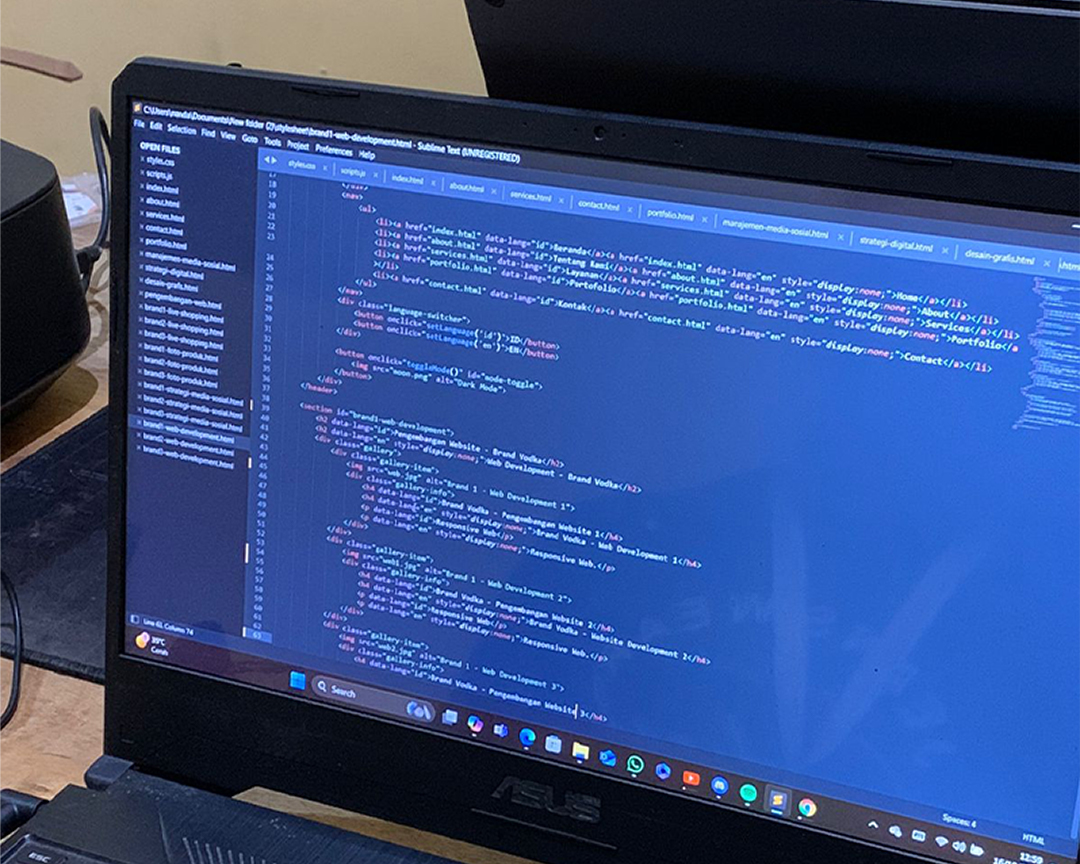 C:\Users\nanda\Documents\New folder (2)\stylesheet\brand1-web-development.html - Sublime Text (UNREGISTERED)
File Edit Selection Find View Goto Tools Project Preferences Help
OPEN FILES
styles.css
scripts.js
index.html
about.html
services.html
contact.html
portfolio.html
manajemen-media-sosial.html
strategi-digital.html
desain-grafis.html
pengembangan-web.html
brand1-live-shopping.html
brand2-live-shopping.html
brand3-live-shopping.html
brand1-foto-produk.html
brand2-foto-produk.html
brand3-foto-produk.html
brand1-strategi-media-sosial.html
brand2-strategi-media-sosial.html
brand3-strategi-media-sosial.html
brand1-web-development.html
brand2-web-development.html
brand3-web-development.html
styles.css scripts.js index.html about.html services.html contact.html portfolio.html manajemen-media-sosial.html strategi-digital.html desain-grafis.html
</div>
<nav>
<ul>
<li><a href="index.html" data-lang="id">Beranda</a><a href="index.html" data-lang="en" style="display:none;">Home</a></li>
<li><a href="about.html" data-lang="id">Tentang Kami</a><a href="about.html" data-lang="en" style="display:none;">About</a></li>
<li><a href="services.html" data-lang="id">Layanan</a><a href="services.html" data-lang="en" style="display:none;">Services</a></li>
<li><a href="portfolio.html" data-lang="id">Portofolio</a><a href="portfolio.html" data-lang="en" style="display:none;">Portfolio</a
></li>
<li><a href="contact.html" data-lang="id">Kontak</a><a href="contact.html" data-lang="en" style="display:none;">Contact</a></li>
</ul>
</nav>
<div class="language-switcher">
<button onclick="setLanguage('id')">ID</button>
<button onclick="setLanguage('en')">EN</button>
</div>
<button onclick="toggleMode()" id="mode-toggle">
<img src="moon.png" alt="Dark Mode">
</button>
</div>
</header>
<section id="brand1-web-development">
<h2 data-lang="id">Pengembangan Website - Brand Vodka</h2>
<h2 data-lang="en" style="display:none;">Web Development - Brand Vodka</h2>
<div class="gallery">
<div class="gallery-item">
<img src="web.jpg" alt="Brand 1 - Web Development 1">
<div class="gallery-info">
<h4 data-lang="id">Brand Vodka - Pengembangan Website 1</h4>
<h4 data-lang="en" style="display:none;">Brand Vodka - Web Development 1</h4>
<p data-lang="id">Responsive Web</p>
<p data-lang="en" style="display:none;">Responsive Web.</p>
</div>
</div>
<div class="gallery-item">
<img src="web1.jpg" alt="Brand 1 - Web Development 2">
<div class="gallery-info">
<h4 data-lang="id">Brand Vodka - Pengembangan Website 2</h4>
<h4 data-lang="en" style="display:none;">Brand Vodka - Website Development 2</h4>
<p data-lang="id">Responsive Web</p>
<p data-lang="en" style="display:none;">Responsive Web.</p>
</div>
</div>
<div class="gallery-item">
<img src="web2.jpg" alt="Brand 1 - Web Development 3">
<div class="gallery-info">
<h4 data-lang="id">Brand Vodka - Pengembangan Website 3</h4>
Line 61, Column 74
Spaces: 4
HTML
Search
ASUS
ESC